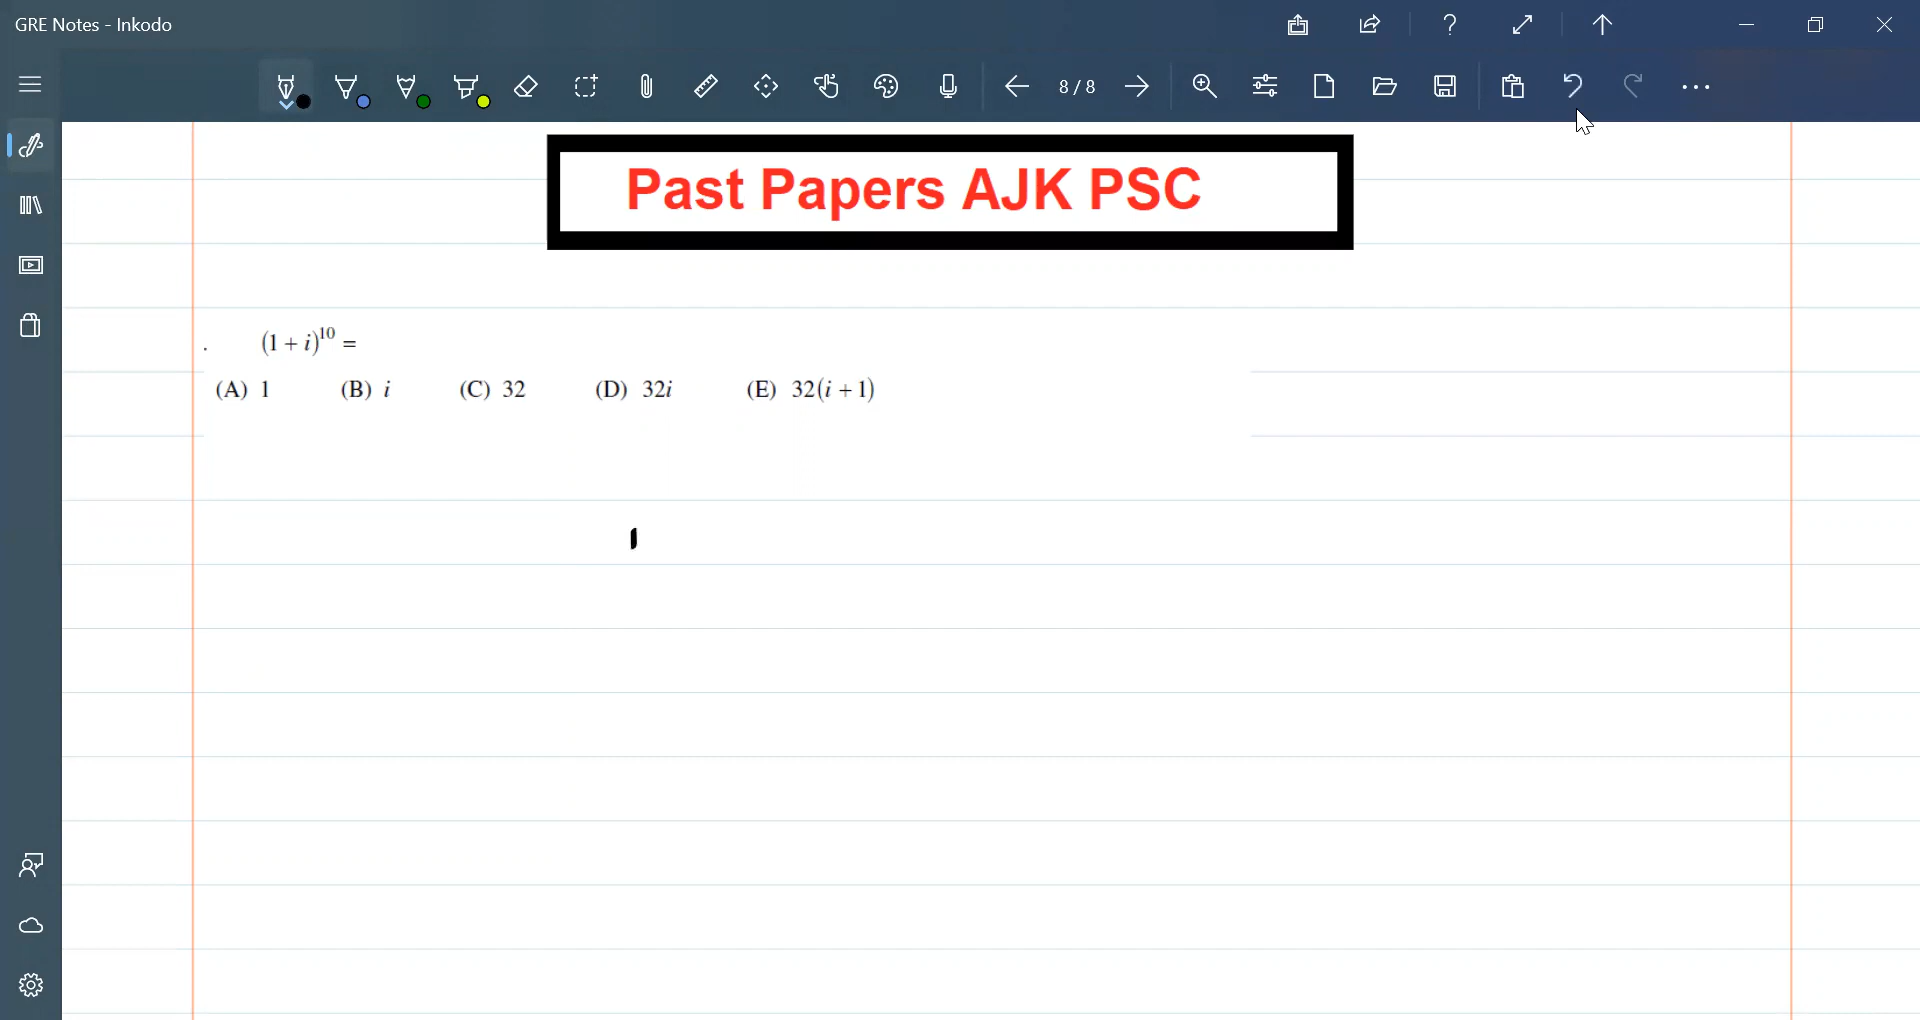 GRE Notes - Inkodo
8 / 8
Past Papers AJK PSC
. (1 + i)¹⁰ =
(A) 1 (B) i (C) 32 (D) 32i (E) 32(i + 1)